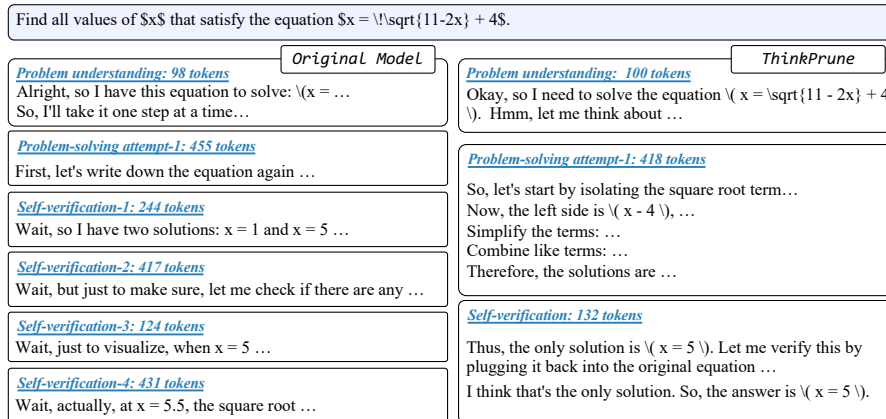 Find all values of $x$ that satisfy the equation $x = \!\sqrt{11-2x} + 4$.
Original Model
Problem understanding: 98 tokens
Alright, so I have this equation to solve: \(x = …
So, I'll take it one step at a time…
Problem-solving attempt-1: 455 tokens
First, let's write down the equation again …
Self-verification-1: 244 tokens
Wait, so I have two solutions: x = 1 and x = 5 …
Self-verification-2: 417 tokens
Wait, but just to make sure, let me check if there are any …
Self-verification-3: 124 tokens
Wait, just to visualize, when x = 5 …
Self-verification-4: 431 tokens
Wait, actually, at x = 5.5, the square root …
ThinkPrune
Problem understanding: 100 tokens
Okay, so I need to solve the equation \( x = \sqrt{11 - 2x} + 4
\). Hmm, let me think about …
Problem-solving attempt-1: 418 tokens
So, let's start by isolating the square root term…
Now, the left side is \( x - 4 \), …
Simplify the terms: …
Combine like terms: …
Therefore, the solutions are …
Self-verification: 132 tokens
Thus, the only solution is \( x = 5 \). Let me verify this by
plugging it back into the original equation …
I think that's the only solution. So, the answer is \( x = 5 \).